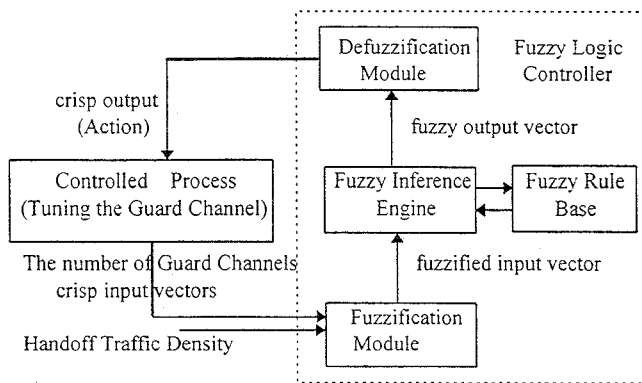 Defuzzification
Module
Fuzzy Logic
Controller
crisp output
(Action)
fuzzy output vector
Controlled Process
(Tuning the Guard Channel)
Fuzzy Inference
Engine
Fuzzy Rule
Base
The number of Guard Channels
crisp input vectors
fuzzified input vector
Handoff Traffic Density
Fuzzification
Module